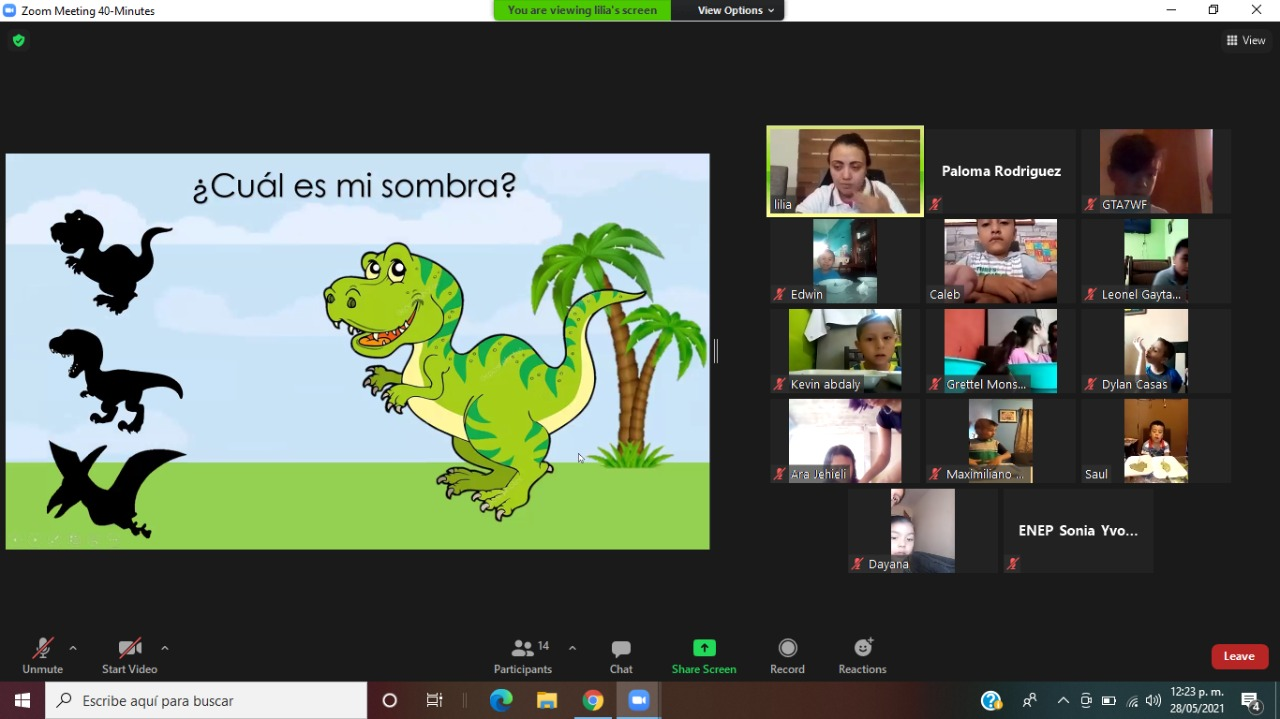 Zoom Meeting 40-Minutes
You are viewing lilia's screen
View Options
View
¿Cuál es mi sombra?
lilia
Paloma Rodriguez
GTA7WF
Edwin
Caleb
Leonel Gayta...
Kevin abdaly
Grettel Mons...
Dylan Casas
Ara Jehieli
Maximiliano ...
Saul
Dayana
ENEP Sonia Yvo...
Unmute
Start Video
14
Participants
Chat
Share Screen
Record
Reactions
Leave
Escribe aquí para buscar
12:23 p. m.
28/05/2021
4